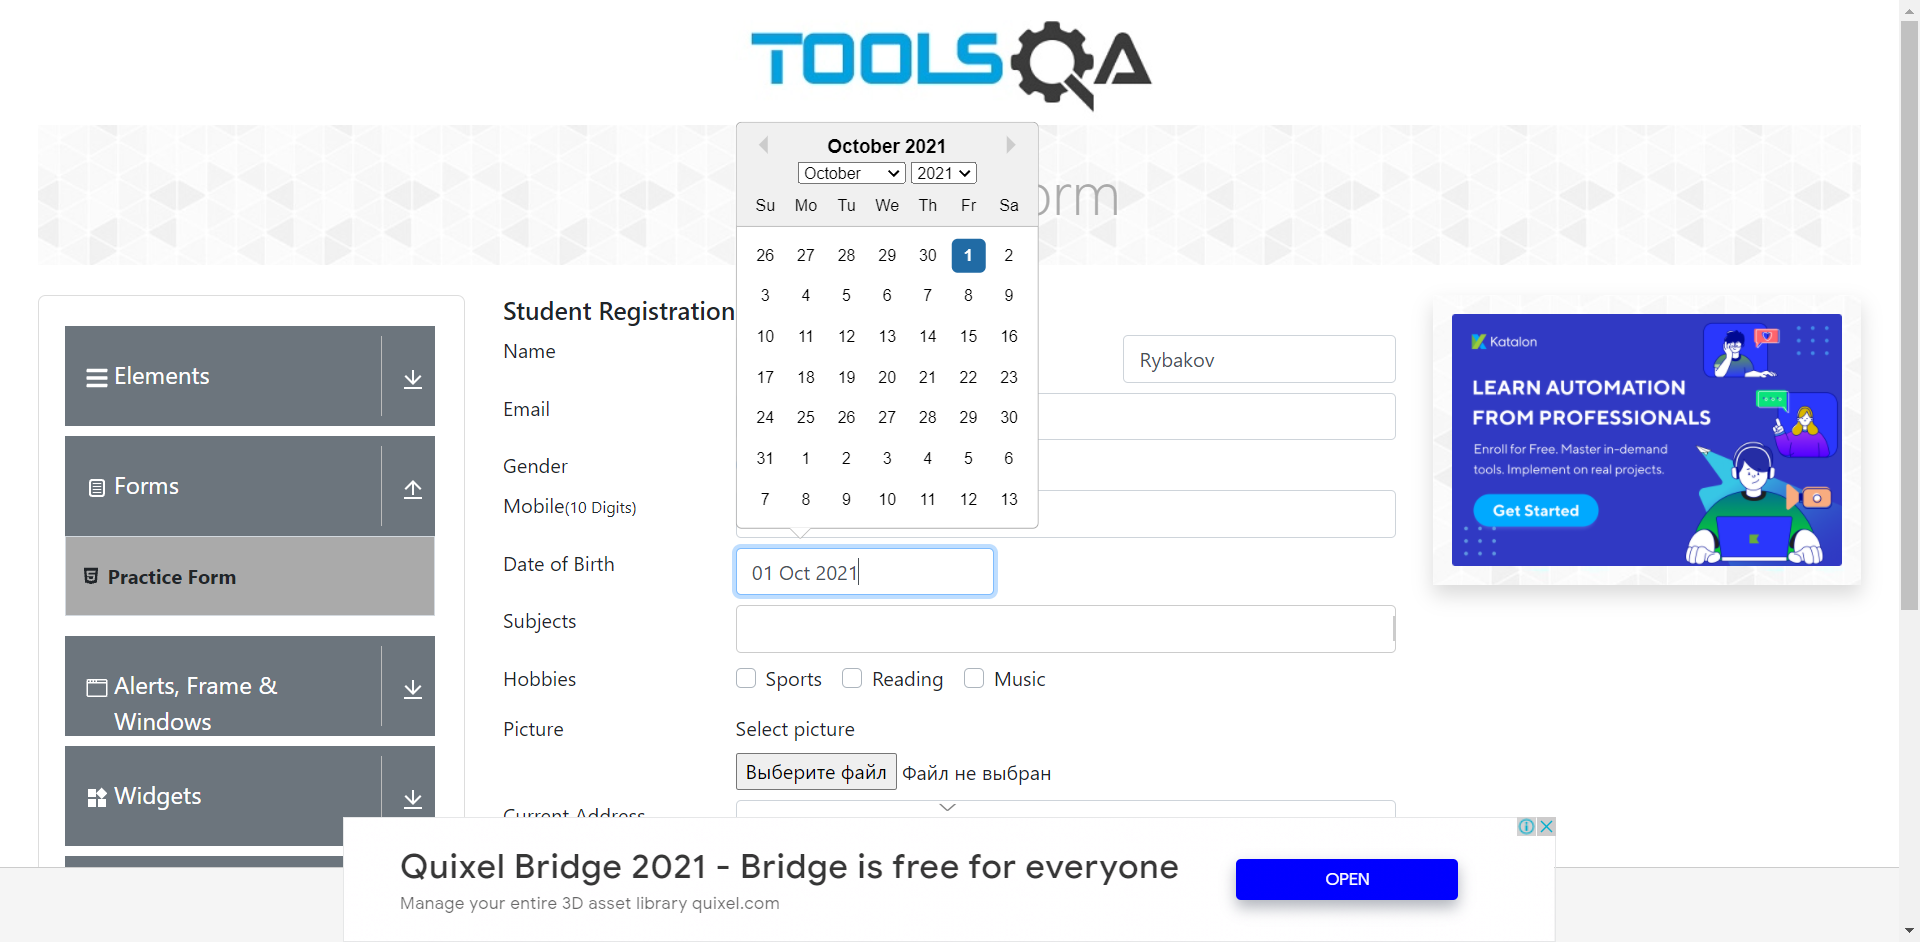 TOOLSQA
October 2021
October 2021
Su Mo Tu We Th Fr Sa
26 27 28 29 30 1 2
3 4 5 6 7 8 9
10 11 12 13 14 15 16
17 18 19 20 21 22 23
24 25 26 27 28 29 30
31 1 2 3 4 5 6
7 8 9 10 11 12 13
Elements
Forms
Practice Form
Alerts, Frame &
Windows
Widgets
Student Registration
Name
Rybakov
Email
Gender
Mobile(10 Digits)
Date of Birth
01 Oct 2021
Subjects
Hobbies
Sports Reading Music
Picture
Select picture
Выберите файл Файл не выбран
Current Address
Katalon
LEARN AUTOMATION
FROM PROFESSIONALS
Enroll for Free. Master in-demand
tools. Implement on real projects.
Get Started
Quixel Bridge 2021 - Bridge is free for everyone
Manage your entire 3D asset library quixel.com
OPEN